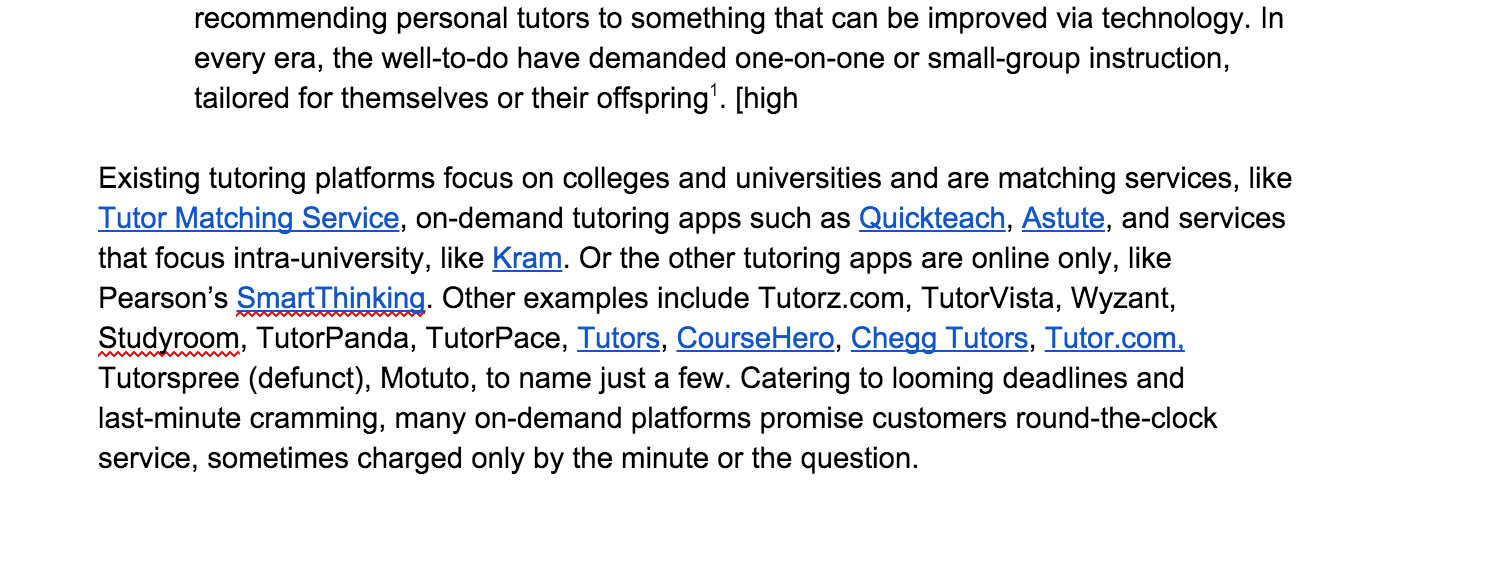 recommending personal tutors to something that can be improved via technology. In
every era, the well-to-do have demanded one-on-one or small-group instruction,
tailored for themselves or their offspring¹. [high
Existing tutoring platforms focus on colleges and universities and are matching services, like
Tutor Matching Service, on-demand tutoring apps such as Quickteach, Astute, and services
that focus intra-university, like Kram. Or the other tutoring apps are online only, like
Pearson’s SmartThinking. Other examples include Tutorz.com, TutorVista, Wyzant,
Studyroom, TutorPanda, TutorPace, Tutors, CourseHero, Chegg Tutors, Tutor.com,
Tutorspree (defunct), Motuto, to name just a few. Catering to looming deadlines and
last-minute cramming, many on-demand platforms promise customers round-the-clock
service, sometimes charged only by the minute or the question.